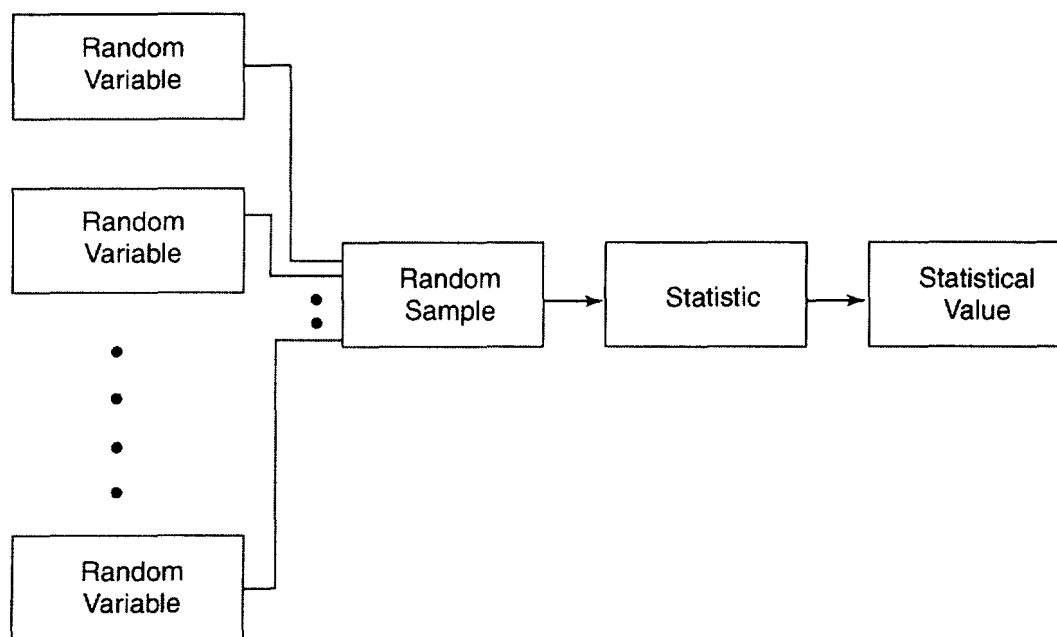 Random
Variable
Random
Variable
Random
Sample
Statistic
Statistical
Value
Random
Variable